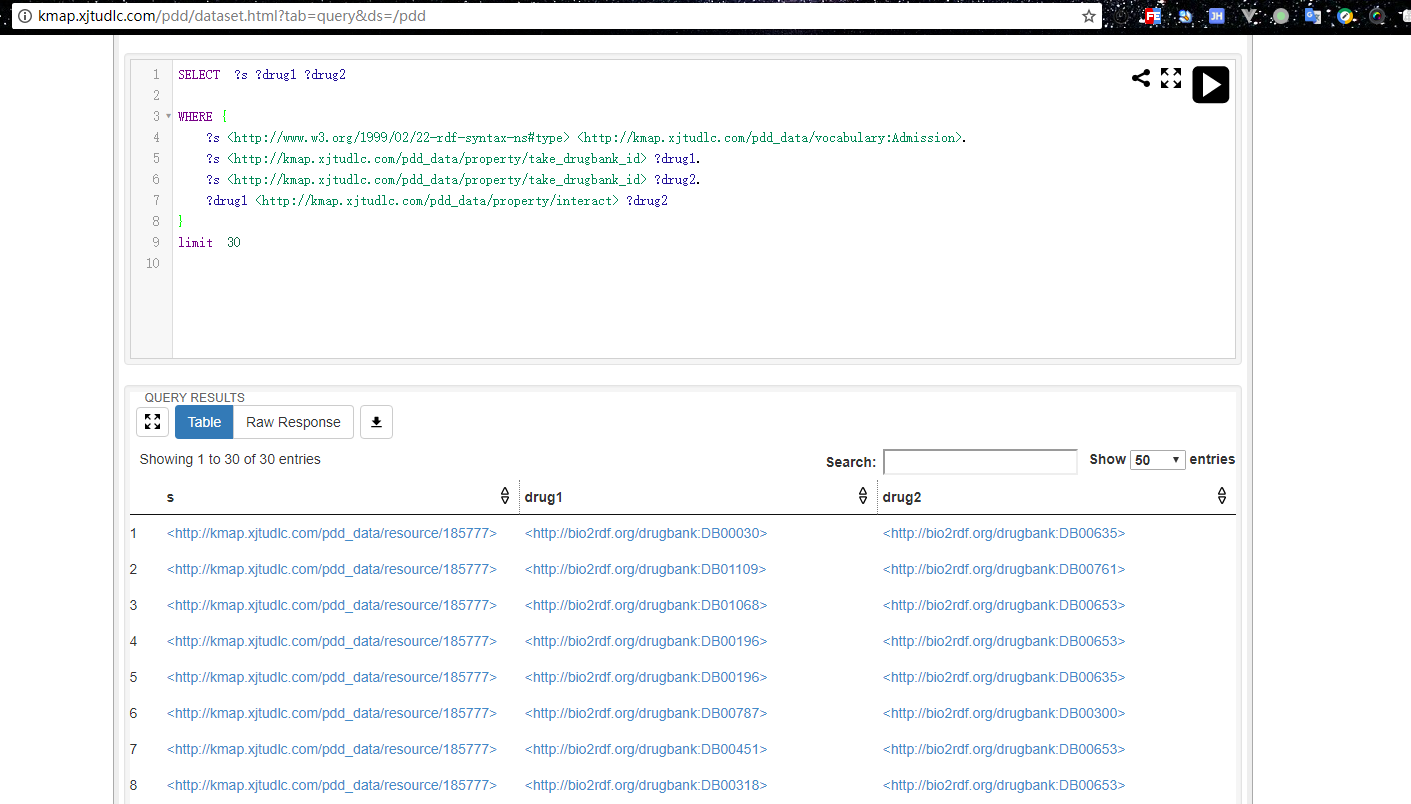 kmap.xjtudlc.com/pdd/dataset.html?tab=query&ds=/pdd
FE
JH
1 SELECT ?s ?drug1 ?drug2
2
3 WHERE {
4 ?s <http://www.w3.org/1999/02/22-rdf-syntax-ns#type> <http://kmap.xjtudlc.com/pdd_data/vocabulary:Admission>.
5 ?s <http://kmap.xjtudlc.com/pdd_data/property/take_drugbank_id> ?drug1.
6 ?s <http://kmap.xjtudlc.com/pdd_data/property/take_drugbank_id> ?drug2.
7 ?drug1 <http://kmap.xjtudlc.com/pdd_data/property/interact> ?drug2
8 }
9 limit 30
10
QUERY RESULTS
Table Raw Response
Showing 1 to 30 of 30 entries Search: Show 50 entries
s drug1 drug2
1 <http://kmap.xjtudlc.com/pdd_data/resource/185777> <http://bio2rdf.org/drugbank:DB00030> <http://bio2rdf.org/drugbank:DB00635>
2 <http://kmap.xjtudlc.com/pdd_data/resource/185777> <http://bio2rdf.org/drugbank:DB01109> <http://bio2rdf.org/drugbank:DB00761>
3 <http://kmap.xjtudlc.com/pdd_data/resource/185777> <http://bio2rdf.org/drugbank:DB01068> <http://bio2rdf.org/drugbank:DB00653>
4 <http://kmap.xjtudlc.com/pdd_data/resource/185777> <http://bio2rdf.org/drugbank:DB00196> <http://bio2rdf.org/drugbank:DB00653>
5 <http://kmap.xjtudlc.com/pdd_data/resource/185777> <http://bio2rdf.org/drugbank:DB00196> <http://bio2rdf.org/drugbank:DB00635>
6 <http://kmap.xjtudlc.com/pdd_data/resource/185777> <http://bio2rdf.org/drugbank:DB00787> <http://bio2rdf.org/drugbank:DB00300>
7 <http://kmap.xjtudlc.com/pdd_data/resource/185777> <http://bio2rdf.org/drugbank:DB00451> <http://bio2rdf.org/drugbank:DB00653>
8 <http://kmap.xjtudlc.com/pdd_data/resource/185777> <http://bio2rdf.org/drugbank:DB00318> <http://bio2rdf.org/drugbank:DB00653>